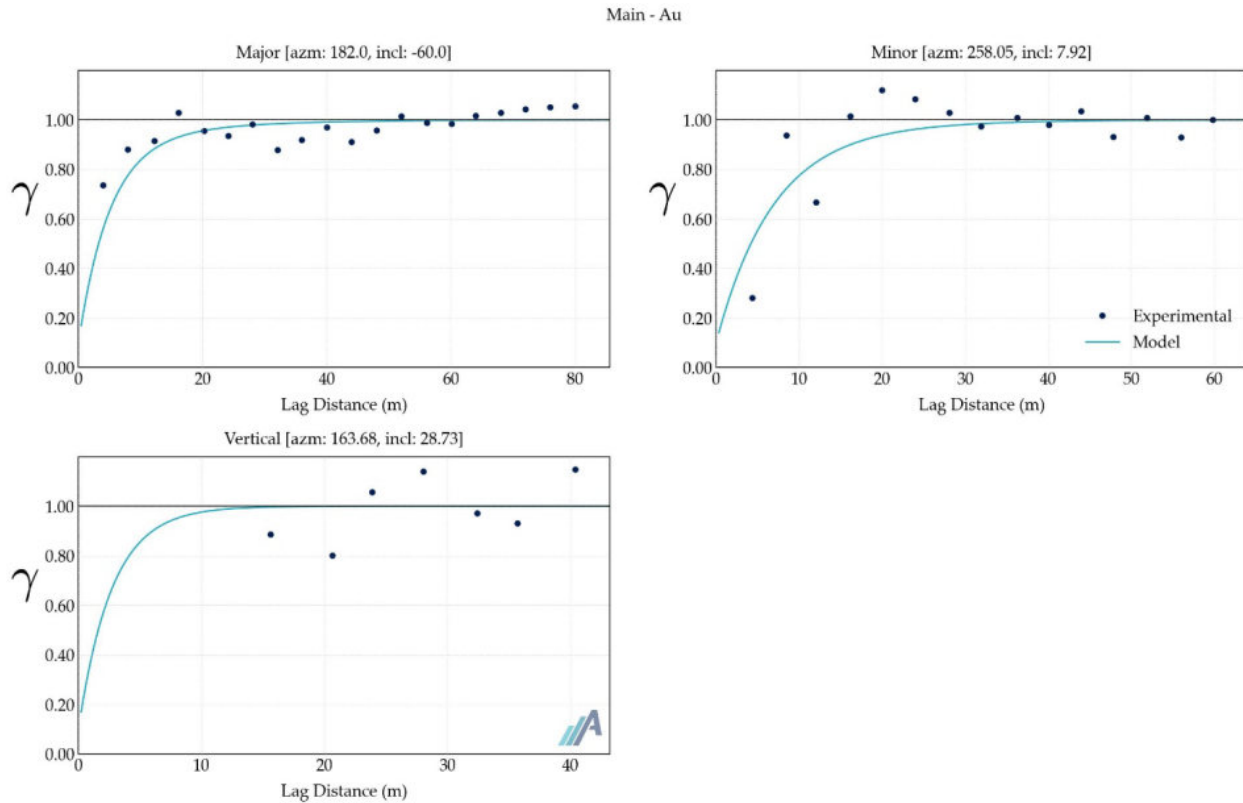 Main - Au
Major [azm: 182.0, incl: -60.0]
γ
1.00
0.80
0.60
0.40
0.20
0.00
0 20 40 60 80
Lag Distance (m)
Minor [azm: 258.05, incl: 7.92]
γ
1.00
0.80
0.60
0.40
0.20
0.00
Experimental
Model
0 10 20 30 40 50 60
Lag Distance (m)
Vertical [azm: 163.68, incl: 28.73]
γ
1.00
0.80
0.60
0.40
0.20
0.00
A
0 10 20 30 40
Lag Distance (m)